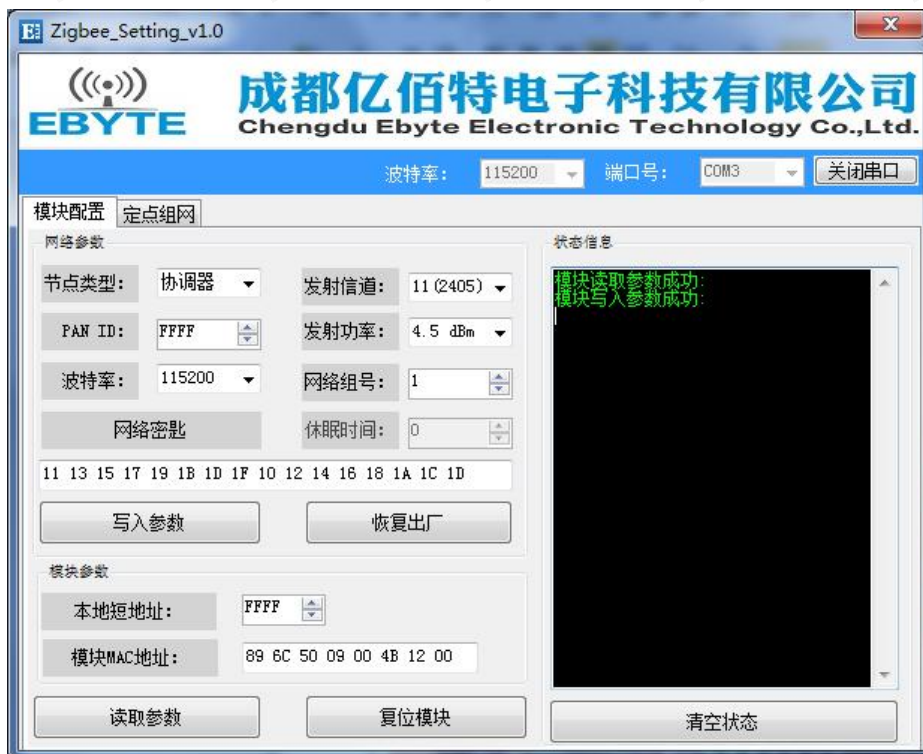 Zigbee_Setting_v1.0
EBYTE
成都亿佰特电子科技有限公司
Chengdu Ebyte Electronic Technology Co.,Ltd.
波特率: 115200 端口号: COM3 关闭串口
模块配置 定点组网
网络参数
节点类型: 协调器 发射信道: 11(2405)
PAN ID: FFFF 发射功率: 4.5 dBm
波特率: 115200 网络组号: 1
网络密匙 休眠时间: 0
11 13 15 17 19 1B 1D 1F 10 12 14 16 18 1A 1C 1D
写入参数 恢复出厂
模块参数
本地短地址: FFFF
模块MAC地址: 89 6C 50 09 00 4B 12 00
读取参数 复位模块
状态信息
模块读取参数成功:
模块写入参数成功:
清空状态